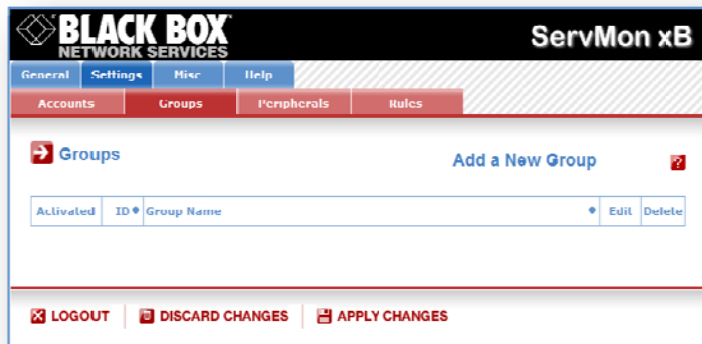 BLACK BOX
NETWORK SERVICES
ServMon xB
General Settings Misc Help
Accounts Groups Peripherals Rules
Groups
Add a New Group ?
Activated ID Group Name Edit Delete
LOGOUT DISCARD CHANGES APPLY CHANGES